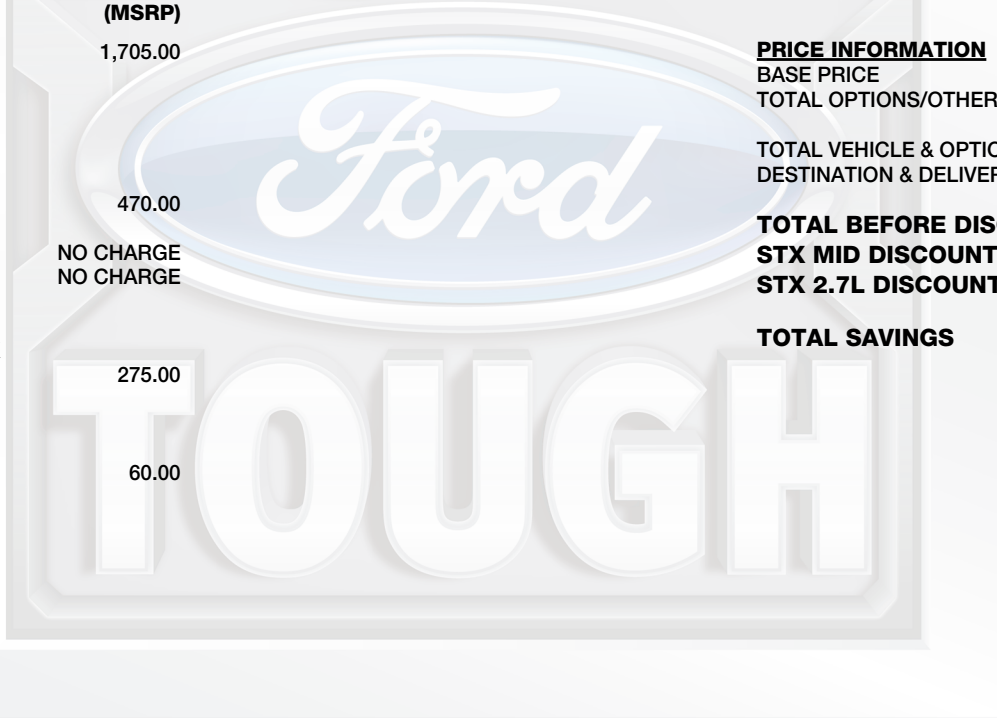 (MSRP)
1,705.00
470.00
NO CHARGE
NO CHARGE
275.00
60.00
PRICE INFORMATION
BASE PRICE
TOTAL OPTIONS/OTHER
TOTAL VEHICLE & OPTIO
DESTINATION & DELIVER
TOTAL BEFORE DIS
STX MID DISCOUNT
STX 2.7L DISCOUNT
TOTAL SAVINGS
Ford
TOUGH